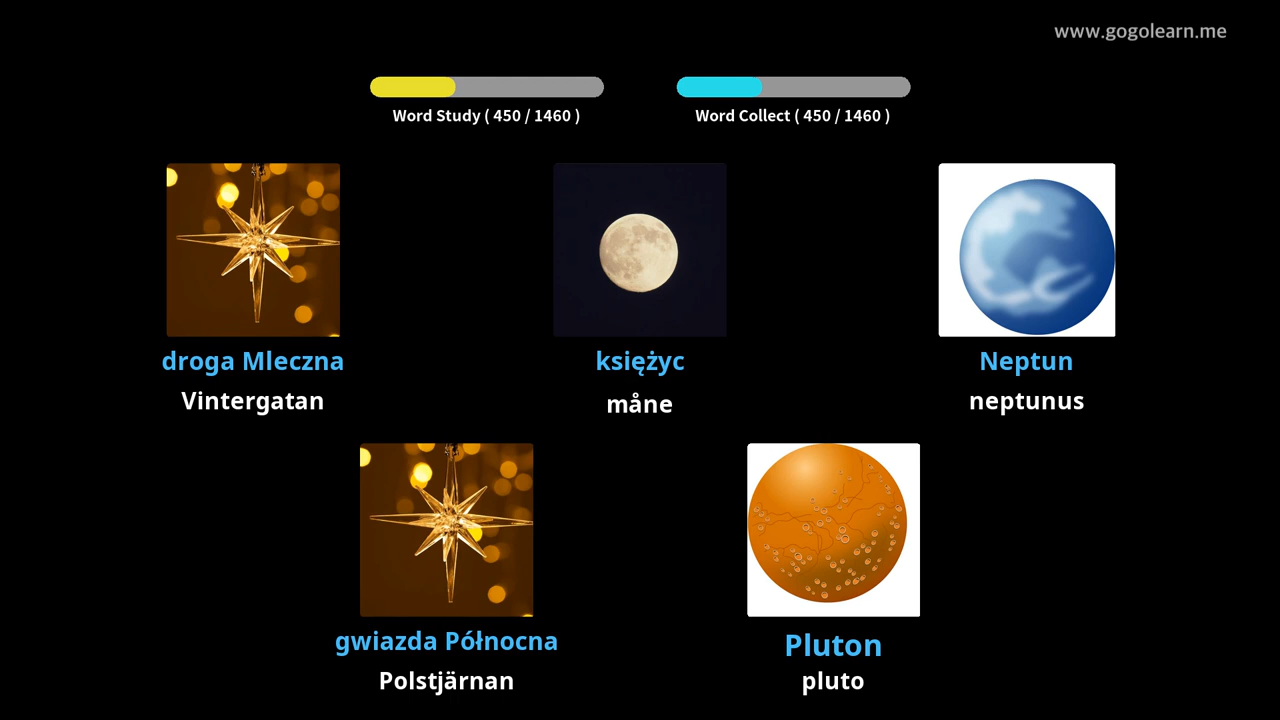 www.gogolearn.me
Word Study ( 450 / 1460 )
Word Collect ( 450 / 1460 )
droga Mleczna
Vintergatan
księżyc
måne
Neptun
neptunus
gwiazda Północna
Polstjärnan
Pluton
pluto